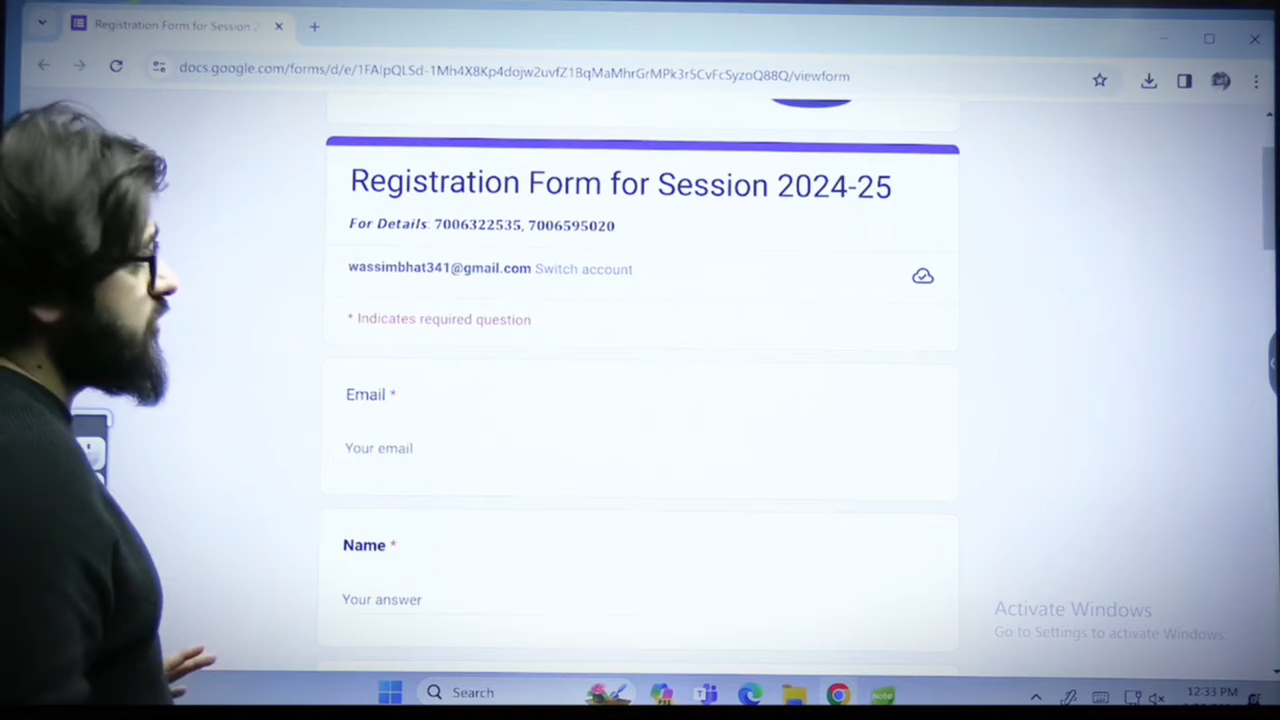 Registration Form for Session 2
docs.google.com/forms/d/e/1FAIpQLSd-1Mh4X8Kp4dojw2uvfZ1BqMaMhrGrMPk3r5CvFcSyzoQ88Q/viewform
Registration Form for Session 2024-25
For Details: 7006322535, 7006595020
wassimbhat341@gmail.com Switch account
* Indicates required question
Email *
Your email
Name *
Your answer
Activate Windows
Go to Settings to activate Windows.
Search
12:33 PM